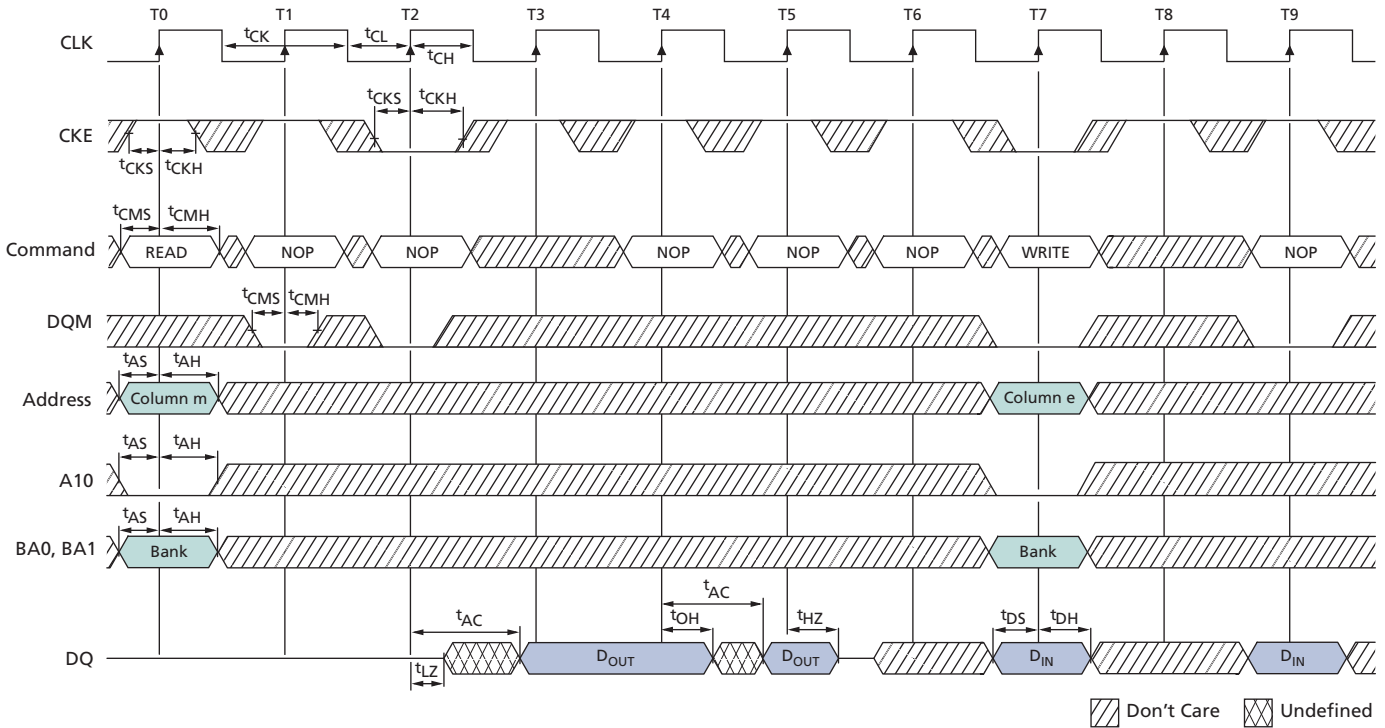 T0 T1 T2 T3 T4 T5 T6 T7 T8 T9
CLK
tCK tCL
tCH
tCKS tCKH
CKE
tCKS tCKH
tCMS tCMH
Command READ NOP NOP NOP NOP NOP WRITE NOP
tCMS tCMH
DQM
tAS tAH
Address Column m Column e
tAS tAH
A10
tAS tAH
BA0, BA1 Bank Bank
tAC tAC tOH tHZ tDS tDH
DQ DOUT DOUT DIN DIN
tLZ
Don't Care Undefined